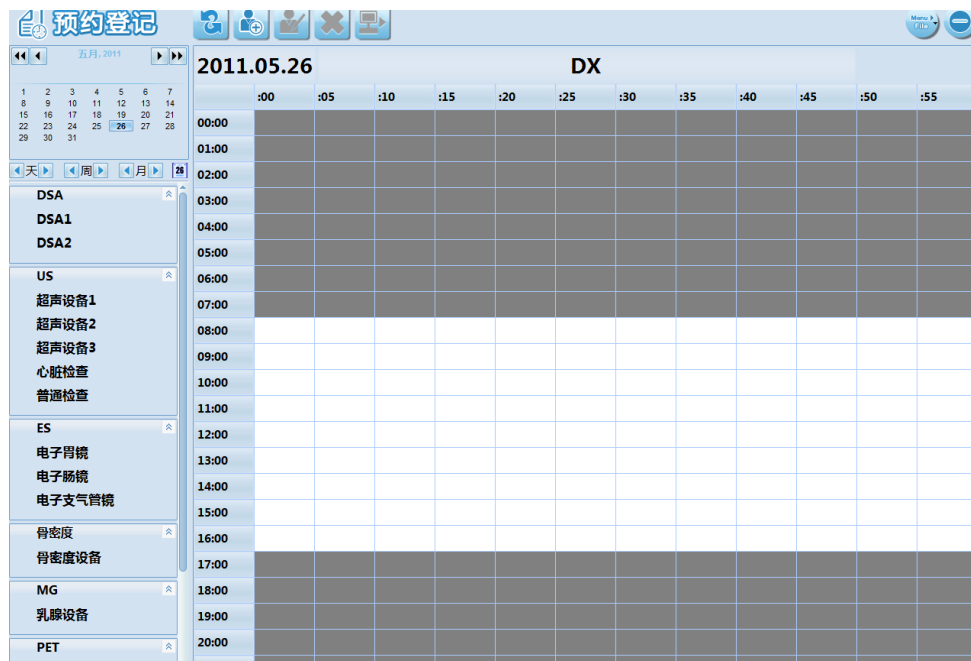 预约登记
Menu
File
五月, 2011
1 2 3 4 5 6 7
8 9 10 11 12 13 14
15 16 17 18 19 20 21
22 23 24 25 26 27 28
29 30 31
天 周 月 26
DSA
DSA1
DSA2
US
超声设备1
超声设备2
超声设备3
心脏检查
普通检查
ES
电子胃镜
电子肠镜
电子支气管镜
骨密度
骨密度设备
MG
乳腺设备
PET
2011.05.26 DX
:00 :05 :10 :15 :20 :25 :30 :35 :40 :45 :50 :55
00:00
01:00
02:00
03:00
04:00
05:00
06:00
07:00
08:00
09:00
10:00
11:00
12:00
13:00
14:00
15:00
16:00
17:00
18:00
19:00
20:00